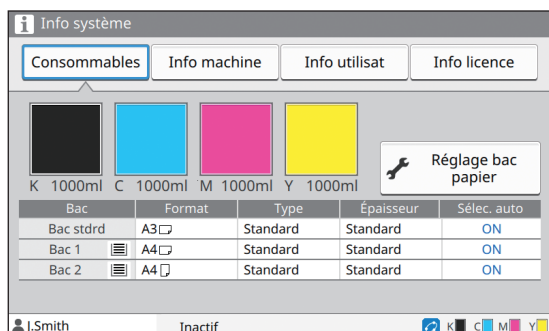 i Info système
Consommables Info machine Info utilisat Info licence
K 1000ml C 1000ml M 1000ml Y 1000ml
Réglage bac
papier
Bac Format Type Épaisseur Sélec. auto
Bac stdrd A3 Standard Standard ON
Bac 1 A4 Standard Standard ON
Bac 2 A4 Standard Standard ON
J.Smith Inactif K C M Y